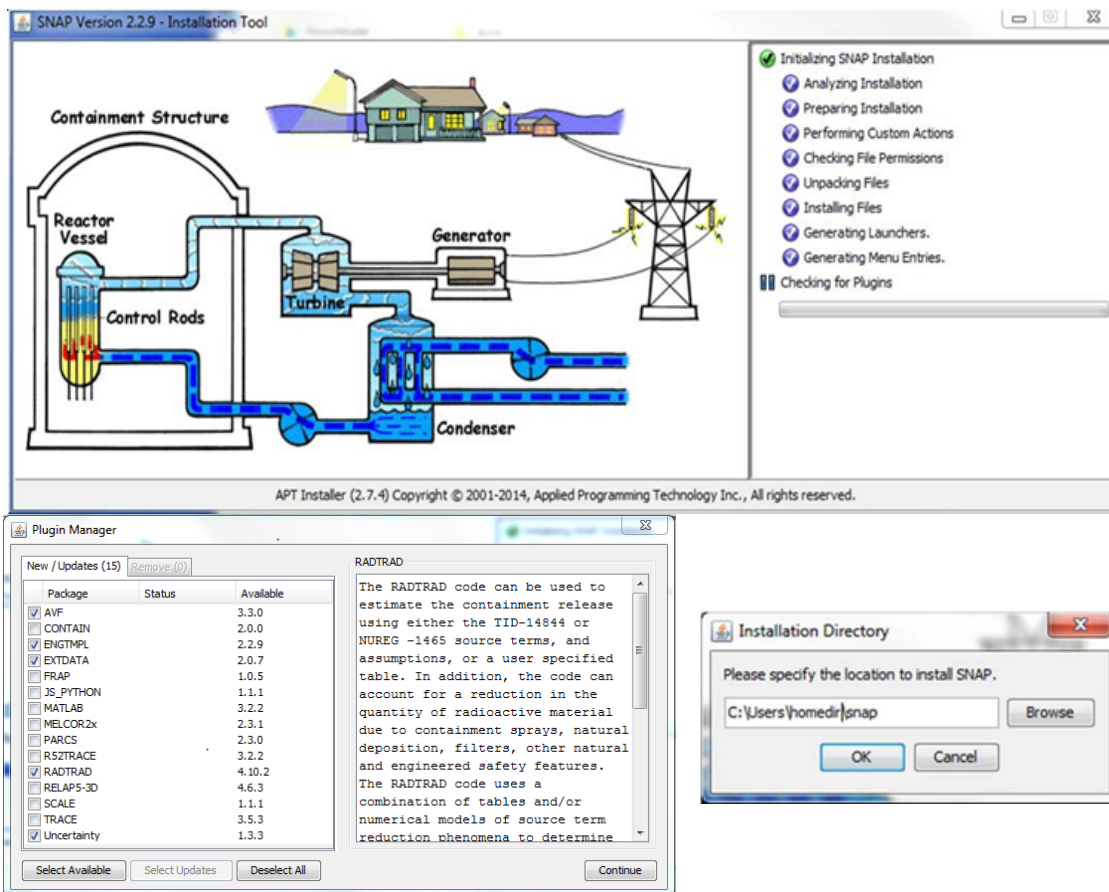 SNAP Version 2.2.9 - Installation Tool
Containment Structure
Reactor
Vessel
Control Rods
Turbine
Generator
Condenser
Initializing SNAP Installation
Analyzing Installation
Preparing Installation
Performing Custom Actions
Checking File Permissions
Unpacking Files
Installing Files
Generating Launchers.
Generating Menu Entries.
Checking for Plugins
APT Installer (2.7.4) Copyright © 2001-2014, Applied Programming Technology Inc., All rights reserved.
Plugin Manager
New / Updates (15) Remove (0)
Package Status Available
AVF 3.3.0
CONTAIN 2.0.0
ENGTMPL 2.2.9
EXTDATA 2.0.7
FRAP 1.0.5
JS_PYTHON 1.1.1
MATLAB 3.2.2
MELCOR2x 2.3.1
PARCS 2.3.0
R52TRACE 3.2.2
RADTRAD 4.10.2
RELAP5-3D 4.6.3
SCALE 1.1.1
TRACE 3.5.3
Uncertainty 1.3.3
Select Available Select Updates Deselect All
RADTRAD
The RADTRAD code can be used to
estimate the containment release
using either the TID-14844 or
NUREG -1465 source terms, and
assumptions, or a user specified
table. In addition, the code can
account for a reduction in the
quantity of radioactive material
due to containment sprays, natural
deposition, filters, other natural
and engineered safety features.
The RADTRAD code uses a
combination of tables and/or
numerical models of source term
reduction phenomena to determine
Continue
Installation Directory
Please specify the location to install SNAP.
C:\Users\homedir\snap Browse
OK Cancel